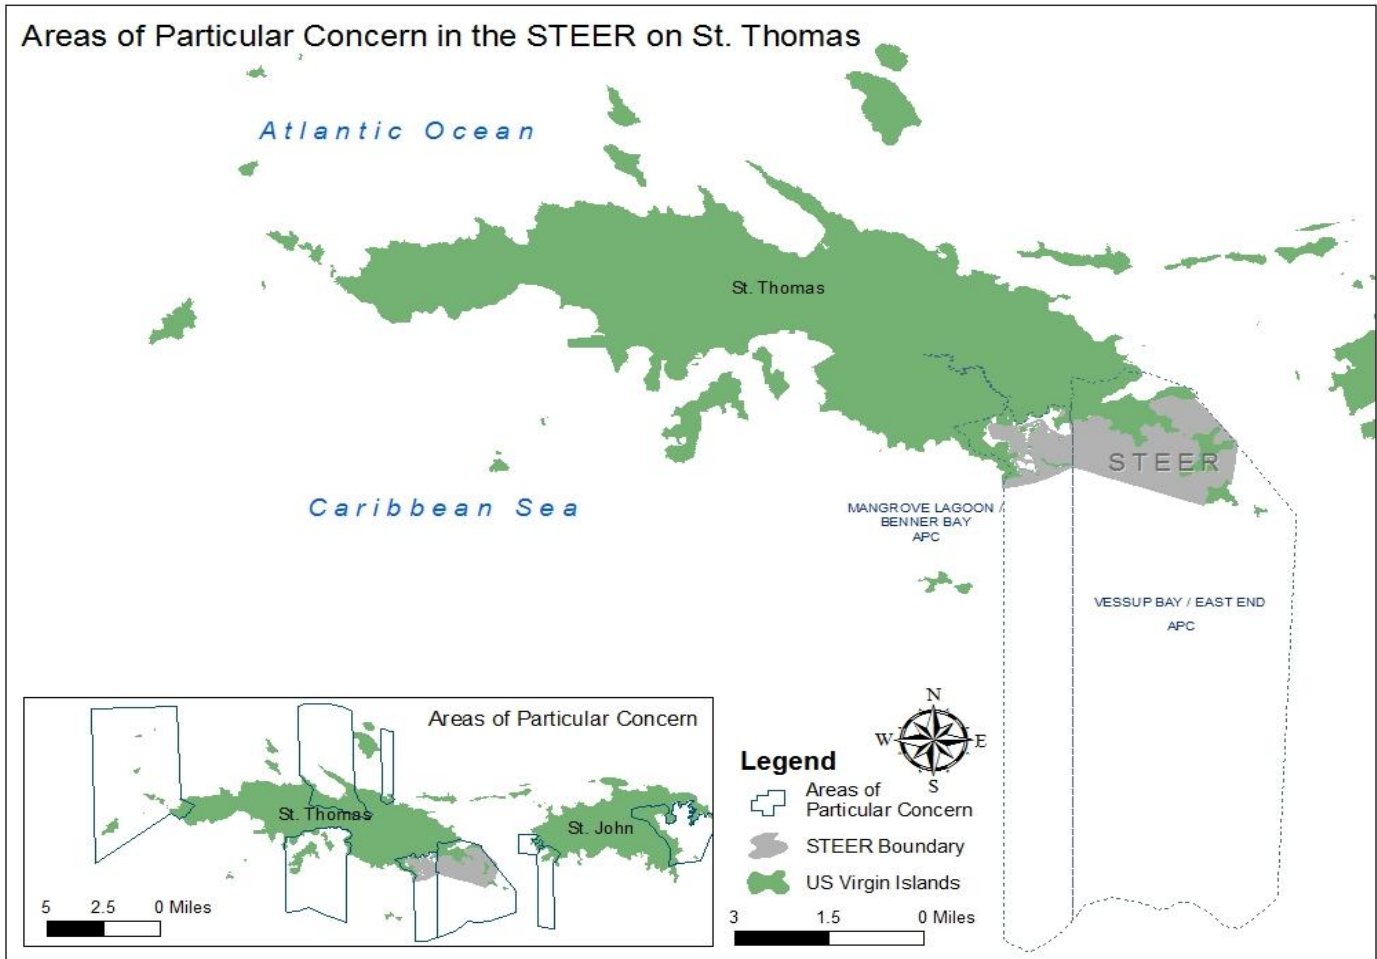 Areas of Particular Concern in the STEER on St. Thomas
Atlantic Ocean
St. Thomas
STEER
Caribbean Sea
MANGROVE LAGOON /
BENNER BAY
APC
VESSUP BAY / EAST END
APC
Areas of Particular Concern
St. Thomas
St. John
5 2.5 0 Miles
N
W E
S
Legend
Areas of
Particular Concern
STEER Boundary
US Virgin Islands
3 1.5 0 Miles